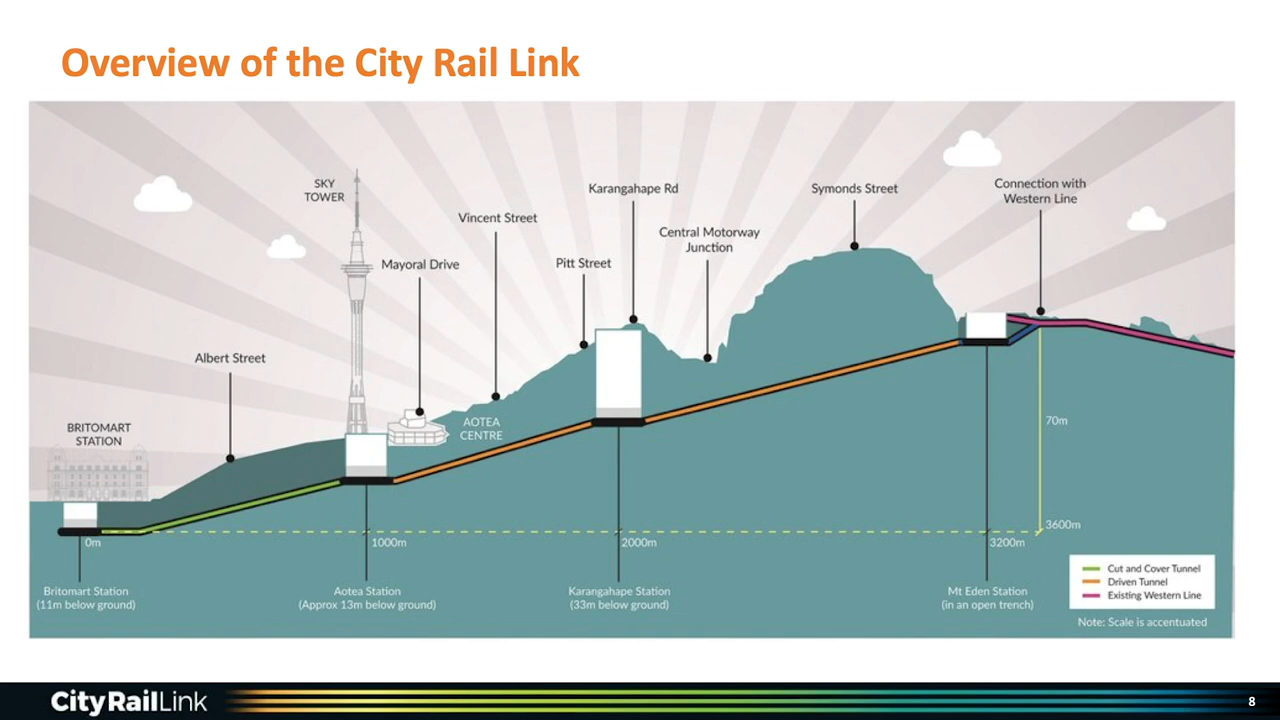 Overview of the City Rail Link
SKY
TOWER
Karangahape Rd
Symonds Street
Connection with
Western Line
Vincent Street
Central Motorway
Junction
Mayoral Drive
Pitt Street
Albert Street
BRITOMART
STATION
AOTEA
CENTRE
70m
3600m
0m
1000m
2000m
3200m
Britomart Station
(11m below ground)
Aotea Station
(Approx 13m below ground)
Karangahape Station
(33m below ground)
Mt Eden Station
(in an open trench)
Cut and Cover Tunnel
Driven Tunnel
Existing Western Line
Note: Scale is accentuated
CityRailLink
8